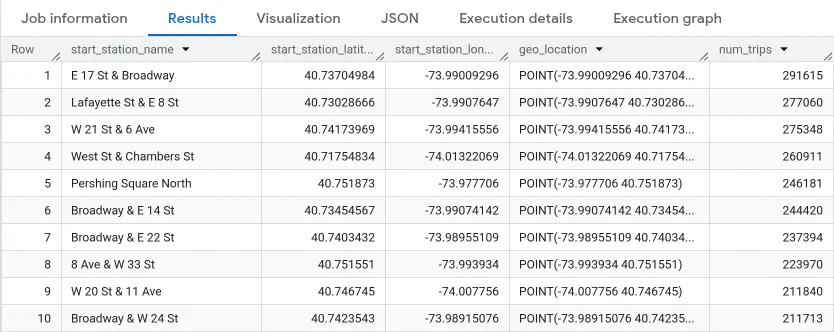 Job information Results Visualization JSON Execution details Execution graph
Row start_station_name start_station_latit... start_station_lon... geo_location num_trips
1 E 17 St & Broadway 40.73704984 -73.99009296 POINT(-73.99009296 40.73704... 291615
2 Lafayette St & E 8 St 40.73028666 -73.9907647 POINT(-73.9907647 40.730286... 277060
3 W 21 St & 6 Ave 40.74173969 -73.99415556 POINT(-73.99415556 40.74173... 275348
4 West St & Chambers St 40.71754834 -74.01322069 POINT(-74.01322069 40.71754... 260911
5 Pershing Square North 40.751873 -73.977706 POINT(-73.977706 40.751873) 246181
6 Broadway & E 14 St 40.73454567 -73.99074142 POINT(-73.99074142 40.73454... 244420
7 Broadway & E 22 St 40.7403432 -73.98955109 POINT(-73.98955109 40.74034... 237394
8 8 Ave & W 33 St 40.751551 -73.993934 POINT(-73.993934 40.751551) 223970
9 W 20 St & 11 Ave 40.746745 -74.007756 POINT(-74.007756 40.746745) 211840
10 Broadway & W 24 St 40.7423543 -73.98915076 POINT(-73.98915076 40.74235... 211713